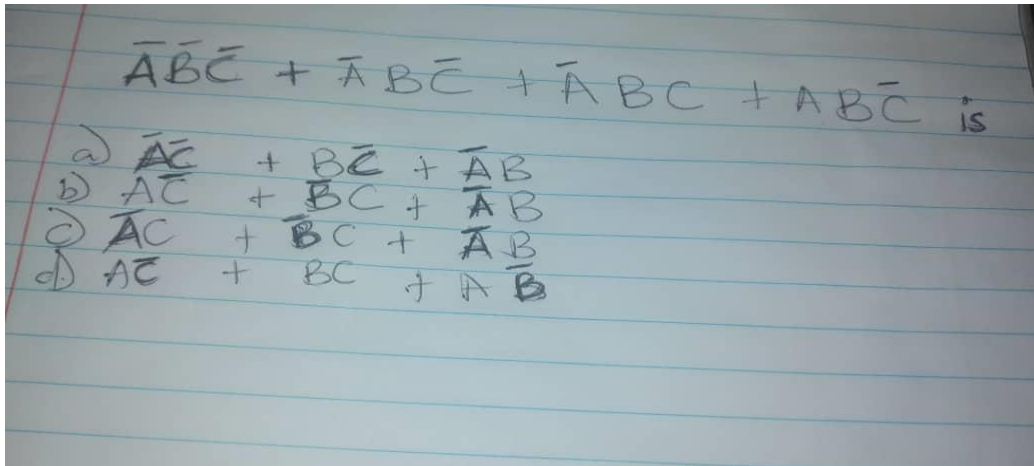 A̅B̅C̅ + A̅BC̅ + A̅BC + ABC̅ is
a) A̅C̅ + BC̅ + A̅B
b) AC̅ + B̅C + A̅B
c) A̅C + B̅C + A̅B
d) AC̅ + BC + AB̅